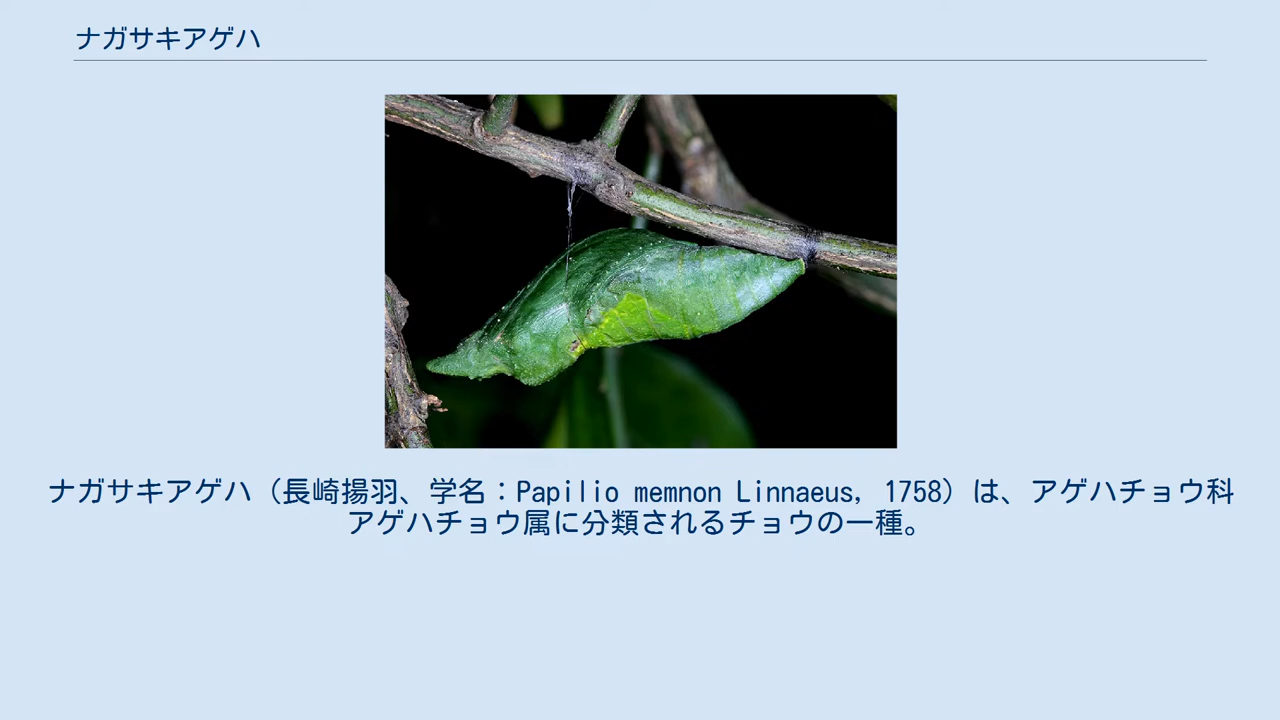 ナガサキアゲハ
ナガサキアゲハ（長崎揚羽、学名：Papilio memnon Linnaeus, 1758）は、アゲハチョウ科
アゲハチョウ属に分類されるチョウの一種。